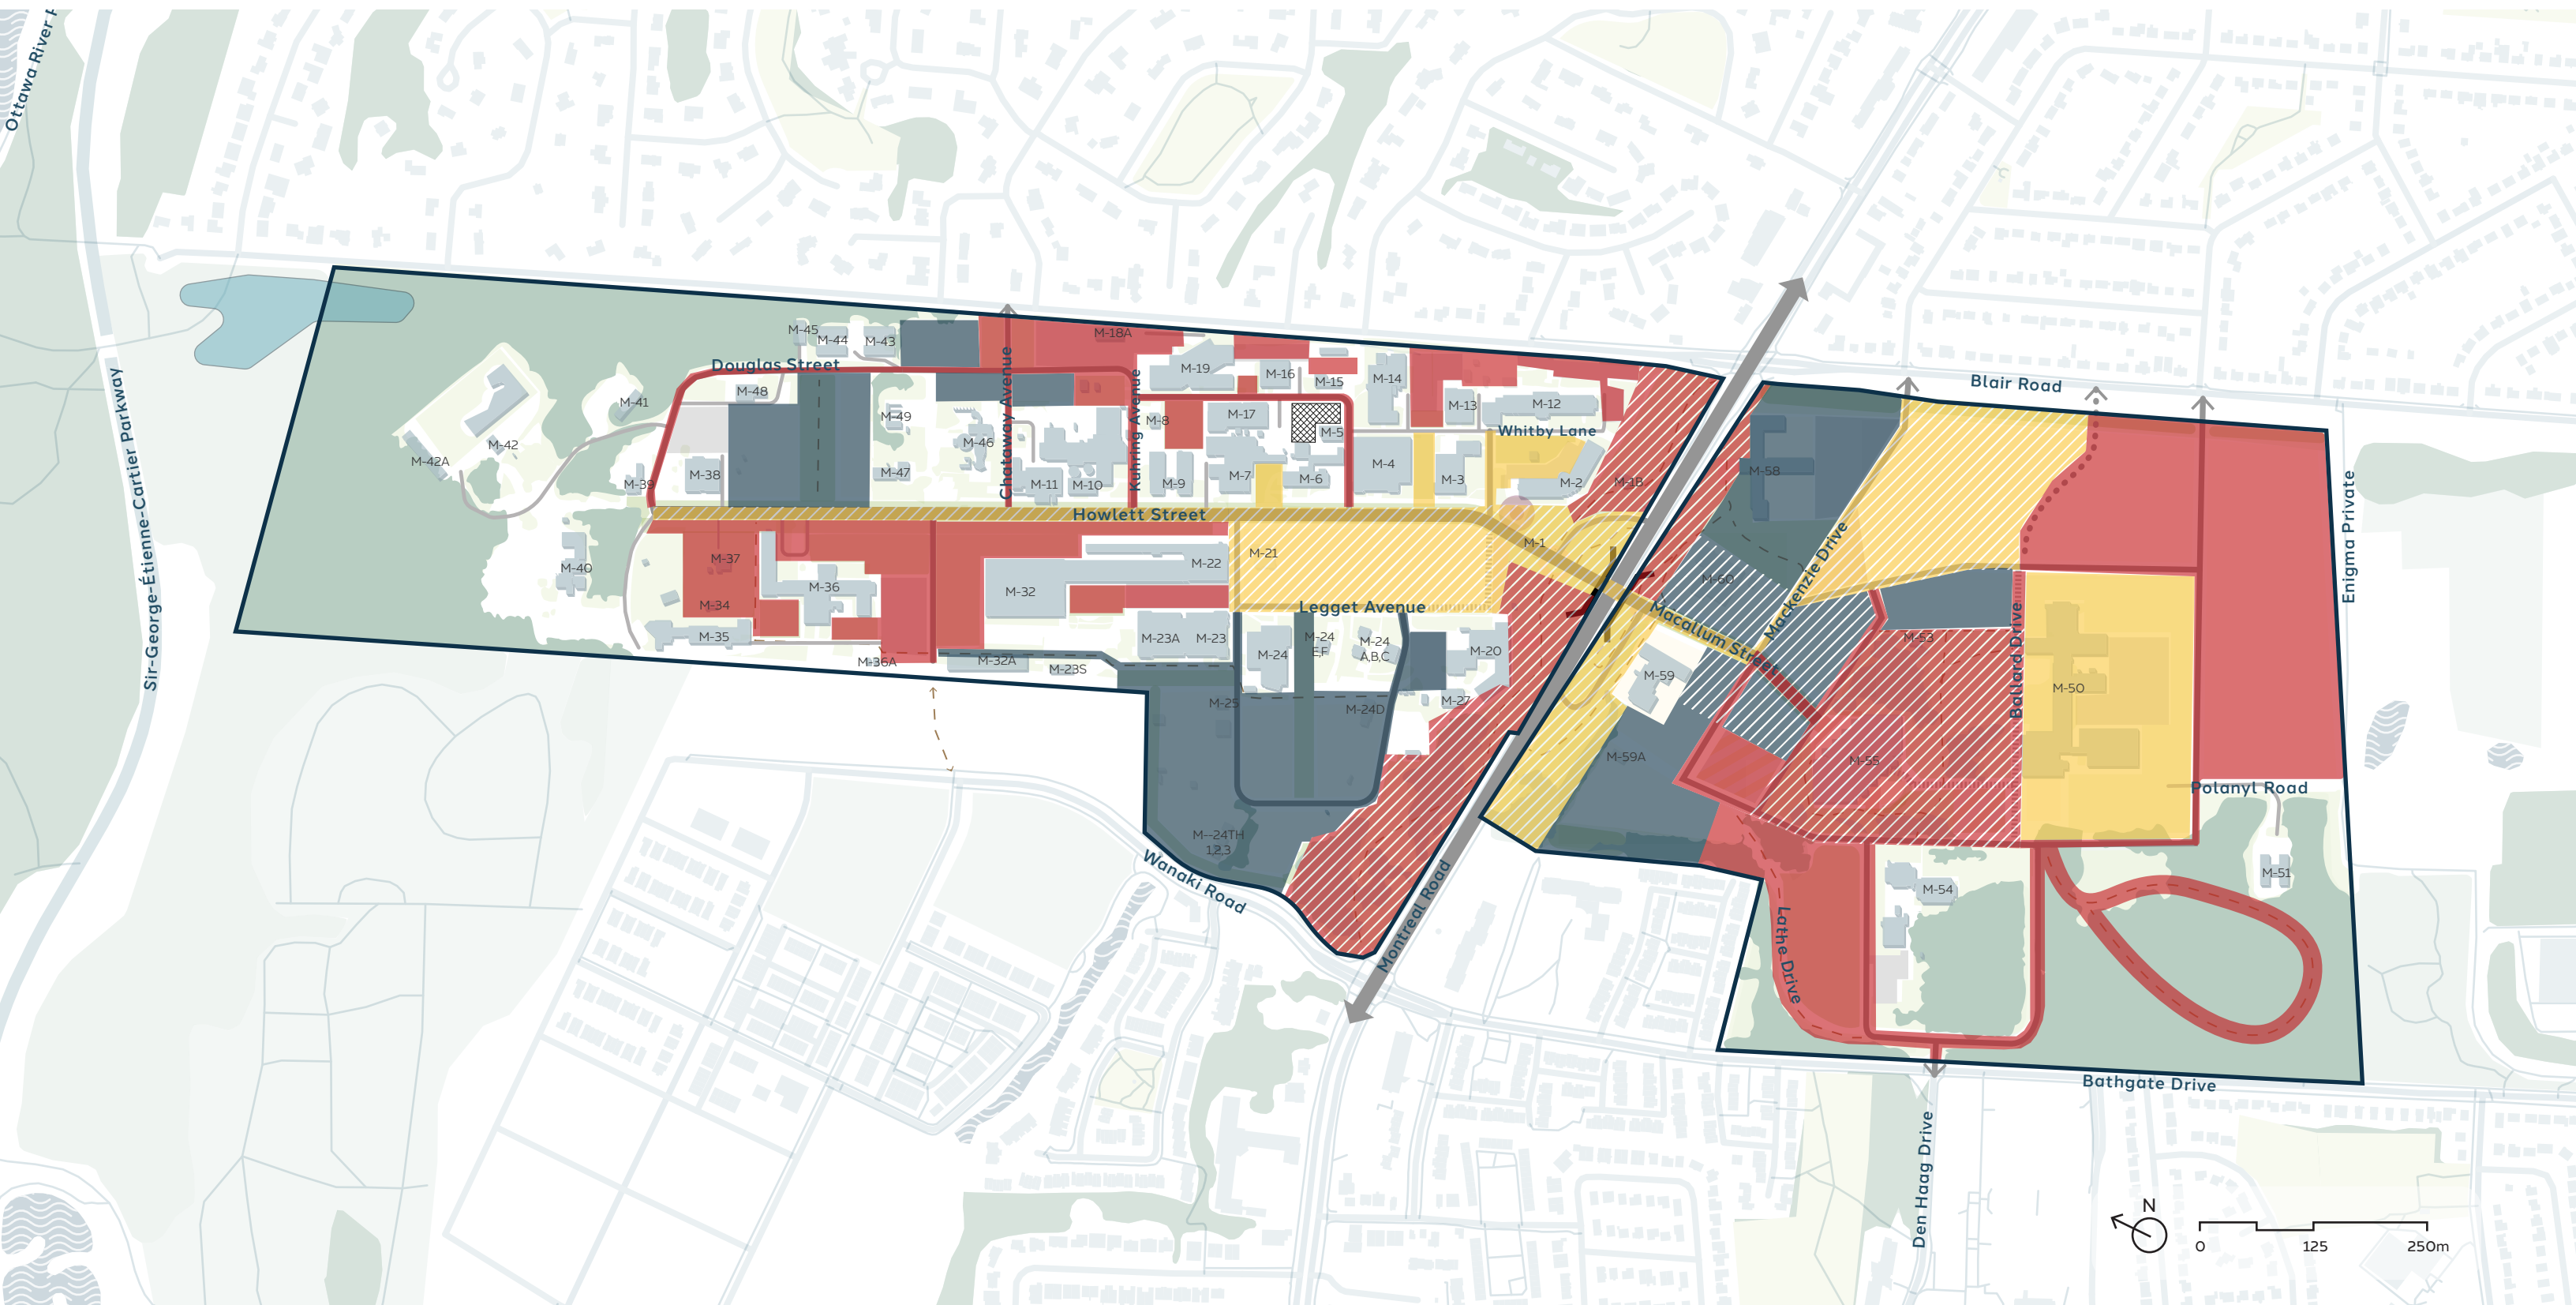 Ottawa River P
Sir-George-Étienne-Cartier Parkway
M-45
M-44
M-43
M-18A
Douglas Street
Chataway Avenue
Kuhring Avenue
M-19
M-16
M-15
M-14
M-13
M-12
M-48
M-41
M-42
M-42A
M-49
M-46
M-47
M-8
M-17
M-5
Whitby Lane
M-39
M-38
M-11
M-10
M-9
M-7
M-6
M-4
M-3
M-2
M-18
Howlett Street
M-1
M-21
M-22
M-37
M-40
M-36
M-32
M-34
M-35
Legget Avenue
M-23A
M-23
M-24
M-24
E,F
M-24
A,B,C
M-20
M-36A
M-32A
M-23S
M-25
M-24D
M-27
M--24TH
1,2,3
Wanaki Road
Montreal Road
Blair Road
M-58
M-60
Mackenzie Drive
Macallum Street
M-59
M-59A
M-53
Ballard Drive
M-50
M-55
Enigma Private
Polanyl Road
M-51
M-54
Lathe Drive
Bathgate Drive
Den Haag Drive
N
0
125
250m